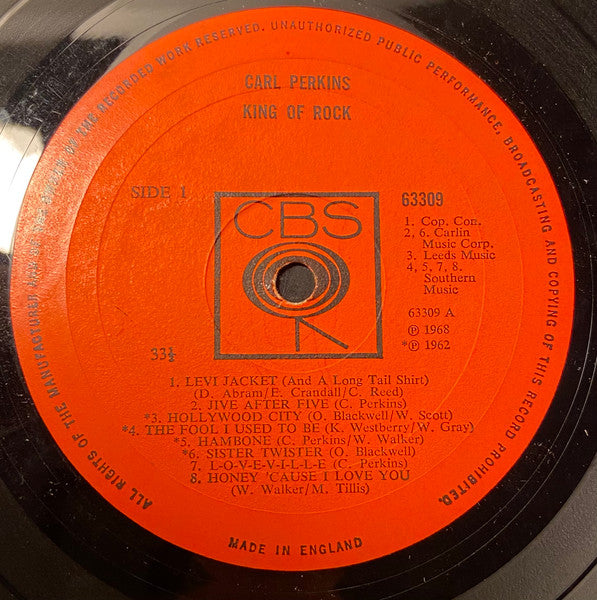 ALL RIGHTS OF THE MANUFACTURER AND OF THE OWNER OF THE RECORDED WORK RESERVED. UNAUTHORIZED PUBLIC PERFORMANCE, BROADCASTING AND COPYING OF THIS RECORD PROHIBITED.
CARL PERKINS
KING OF ROCK
SIDE 1
CBS
63309
1. Cop. Con.
2, 6. Carlin
Music Corp.
3. Leeds Music
4, 5, 7, 8.
Southern
Music
63309 A
℗ 1968
*℗ 1962
33⅓
1. LEVI JACKET (And A Long Tail Shirt)
(D. Abram/E. Crandall/C. Reed)
2. JIVE AFTER FIVE (C. Perkins)
*3. HOLLYWOOD CITY (O. Blackwell/W. Scott)
*4. THE FOOL I USED TO BE (K. Westberry/W. Gray)
*5. HAMBONE (C. Perkins/W. Walker)
*6. SISTER TWISTER (O. Blackwell)
7. L-O-V-E-V-I-L-L-E (C. Perkins)
8. HONEY 'CAUSE I LOVE YOU
(W. Walker/M. Tillis)
MADE IN ENGLAND